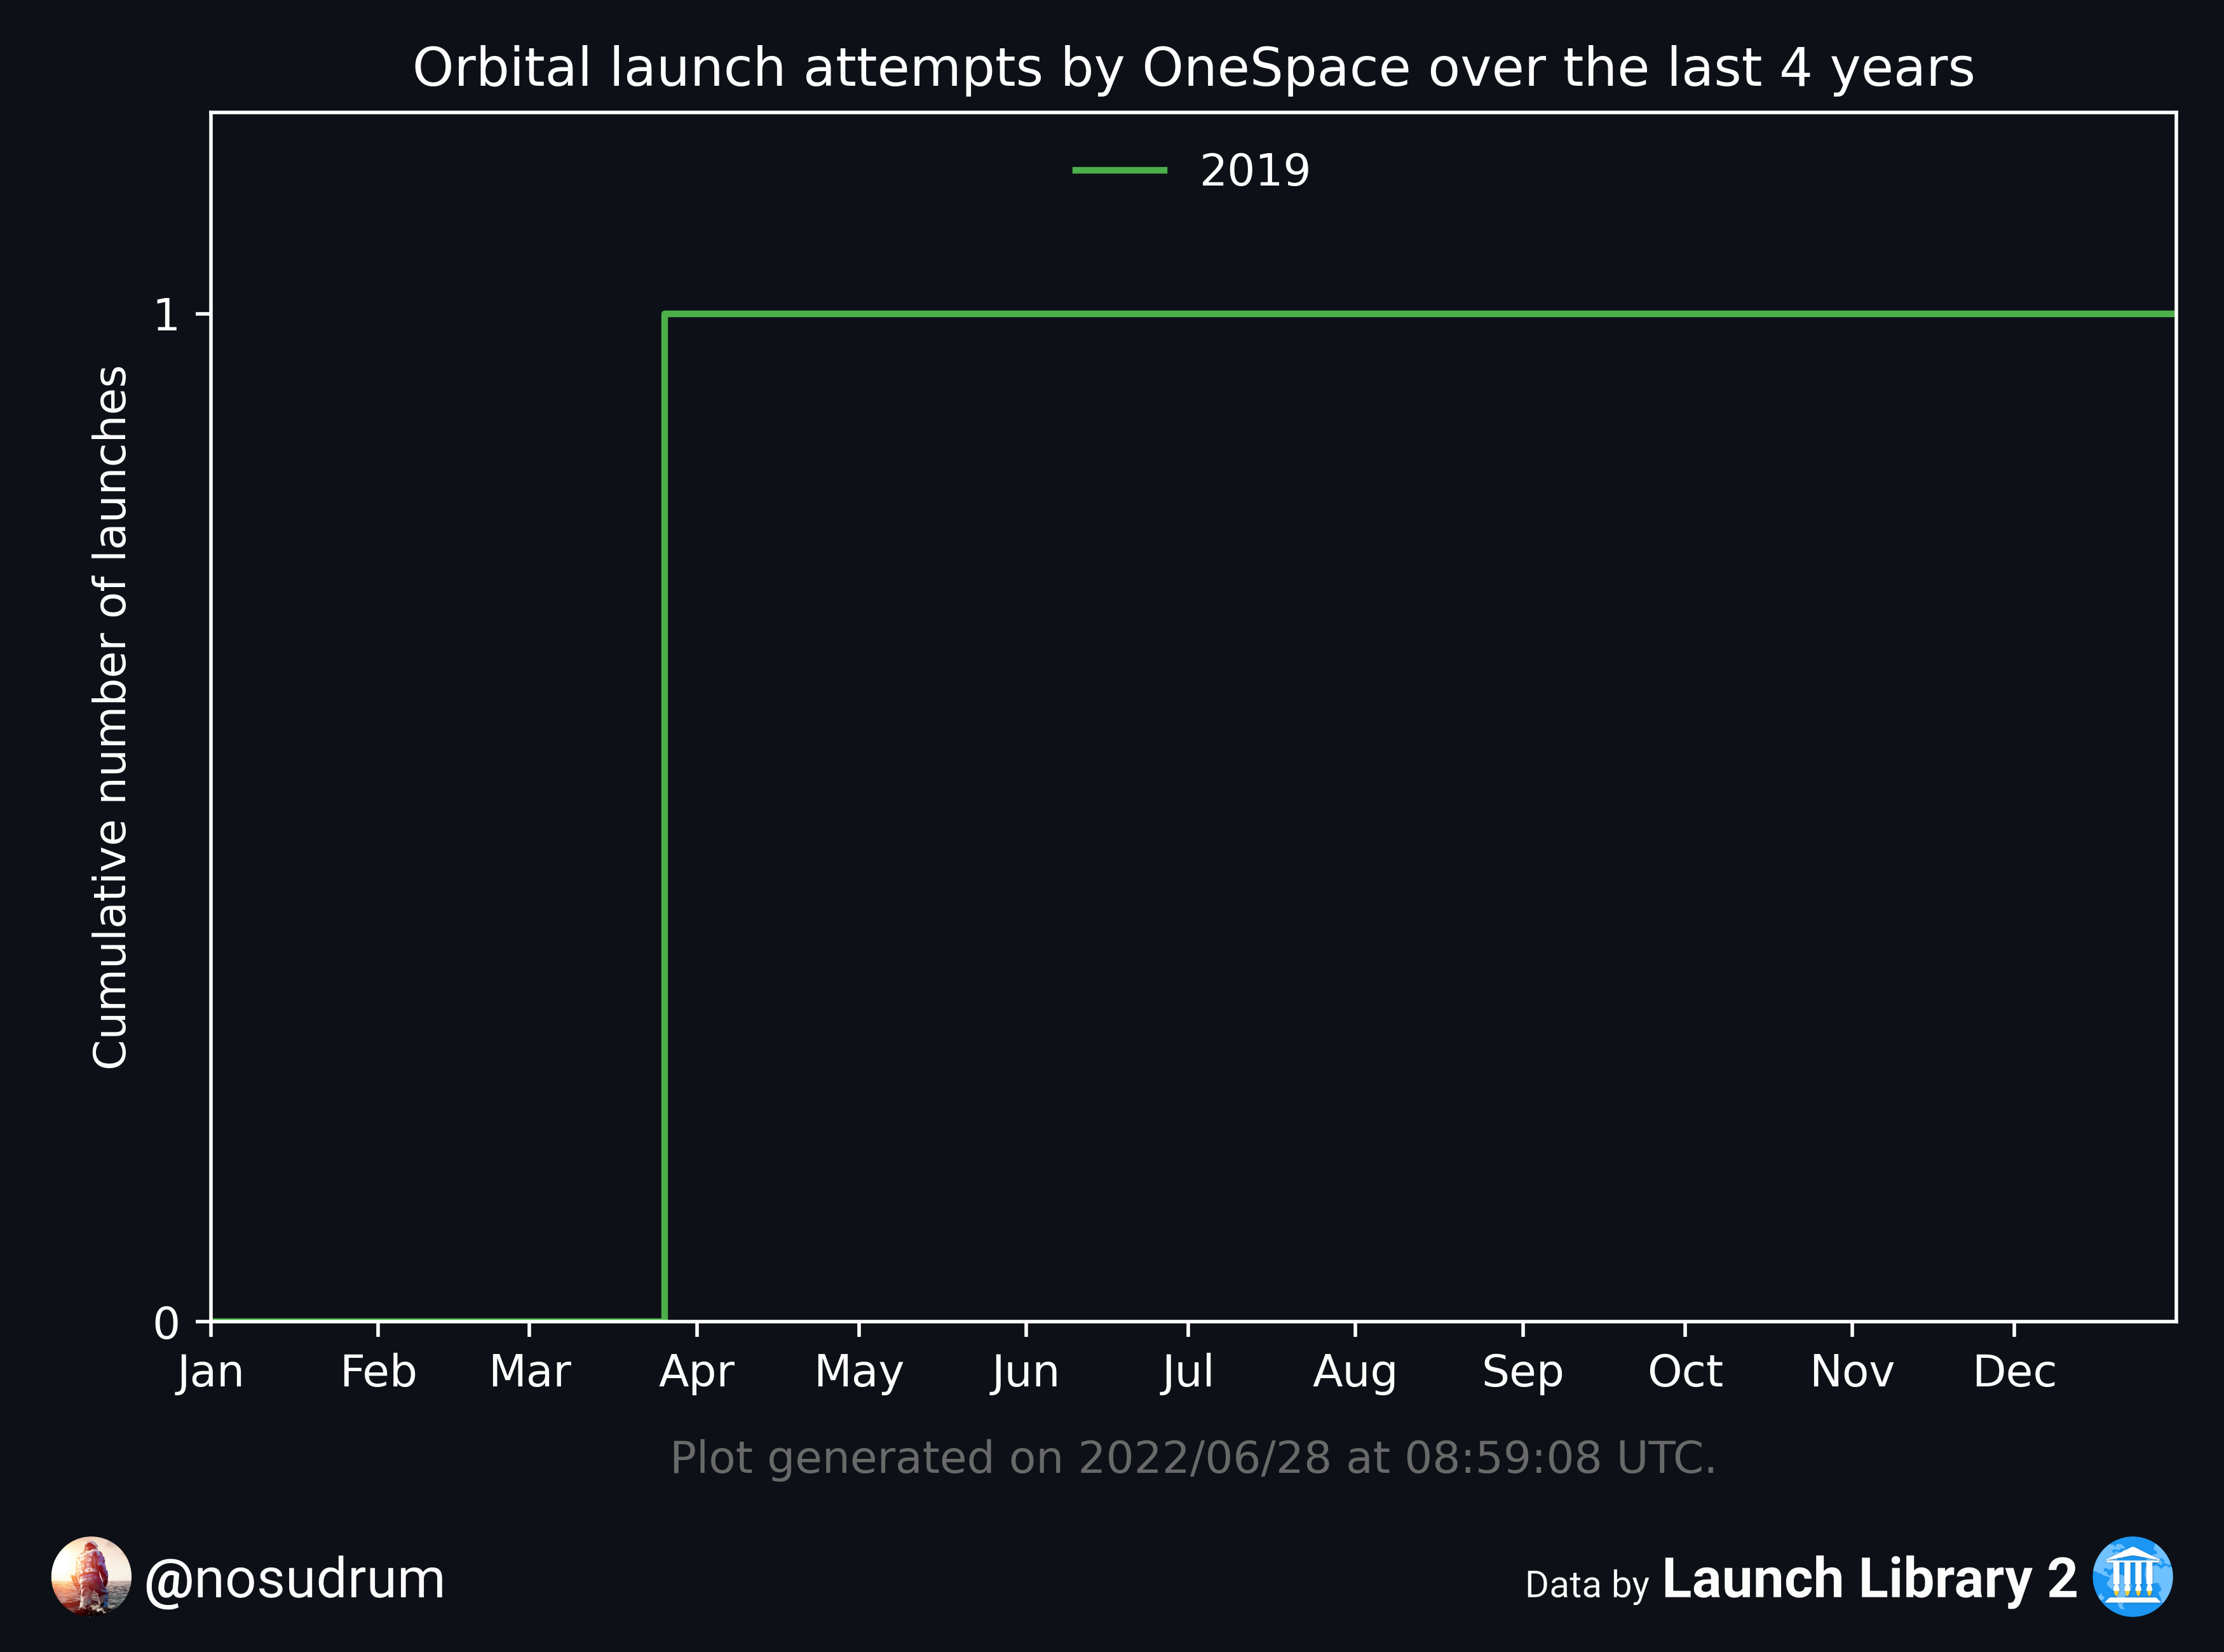 Orbital launch attempts by OneSpace over the last 4 years
2019
Cumulative number of launches
1
0
Jan Feb Mar Apr May Jun Jul Aug Sep Oct Nov Dec
Plot generated on 2022/06/28 at 08:59:08 UTC.
@nosudrum
Data by Launch Library 2